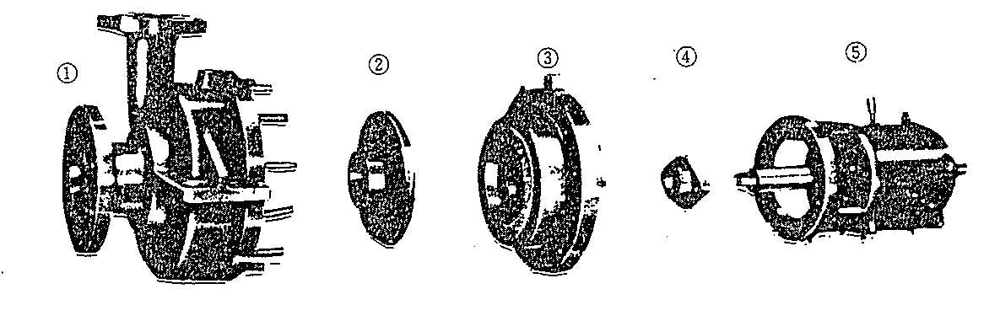 ① ② ③ ④ ⑤